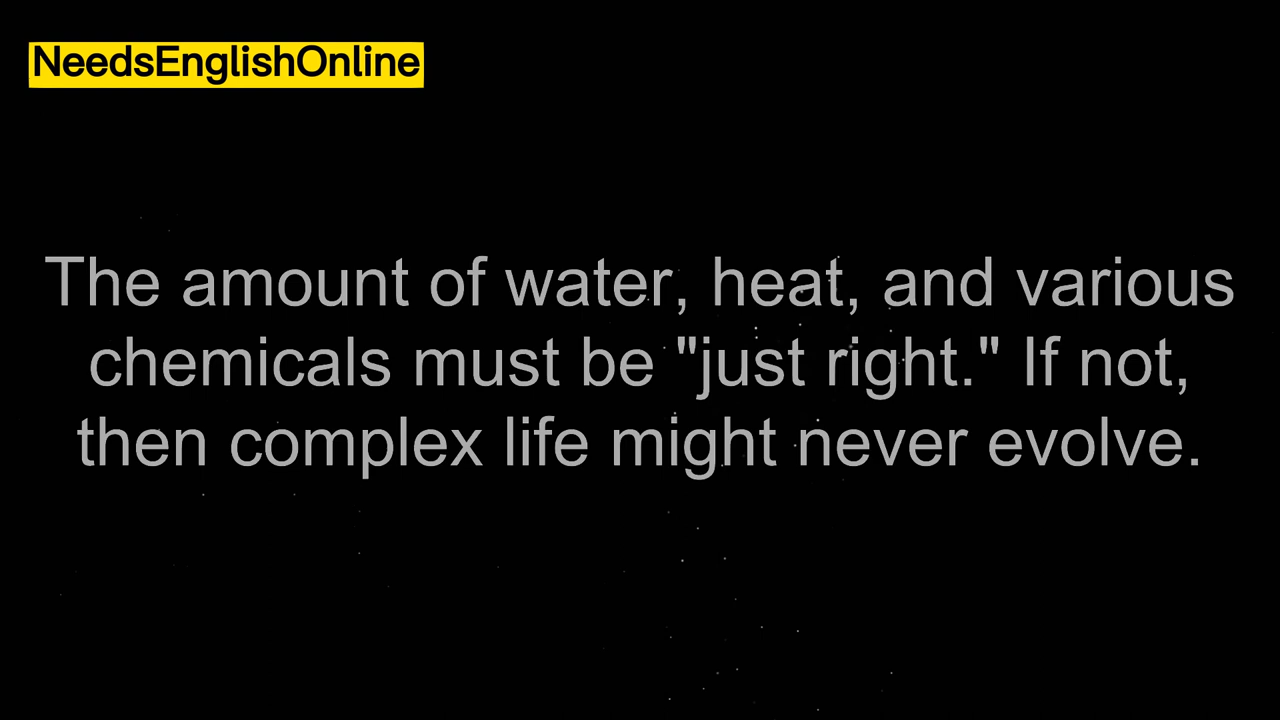 NeedsEnglishOnline
The amount of water, heat, and various
chemicals must be "just right." If not,
then complex life might never evolve.